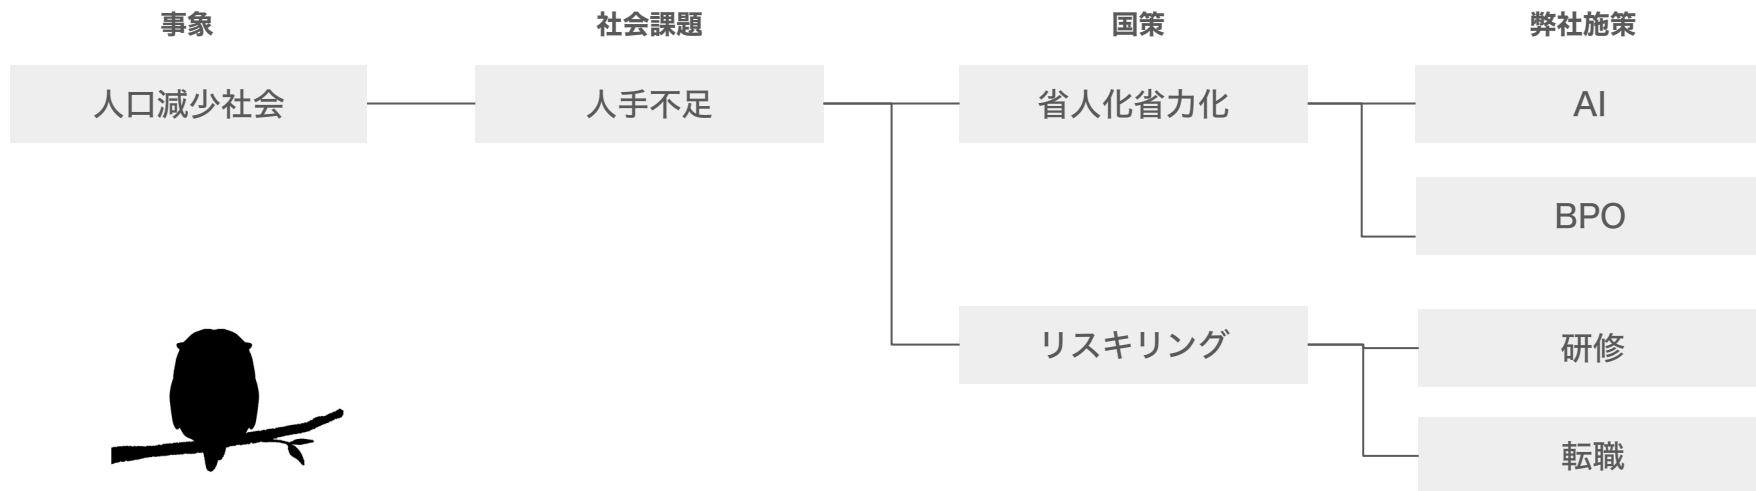 事象
社会課題
国策
弊社施策
人口減少社会
人手不足
省人化省力化
AI
BPO
リスキリング
研修
転職